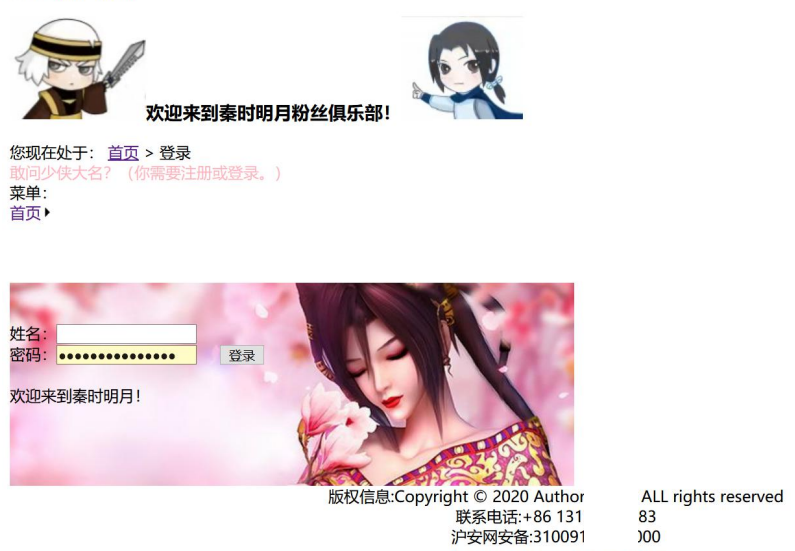 欢迎来到秦时明月粉丝俱乐部！
您现在处于： 首页 > 登录
敢问少侠大名？（你需要注册或登录。）
菜单：
首页
姓名：
密码：●●●●●●●●●●●●●●● 登录
欢迎来到秦时明月！
版权信息:Copyright © 2020 Author ALL rights reserved
联系电话:+86 131 83
沪安网安备:310091 000